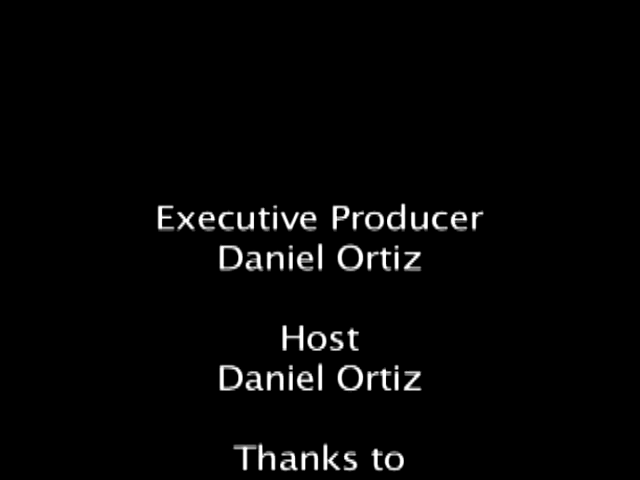 Executive Producer
Daniel Ortiz
Host
Daniel Ortiz
Thanks to